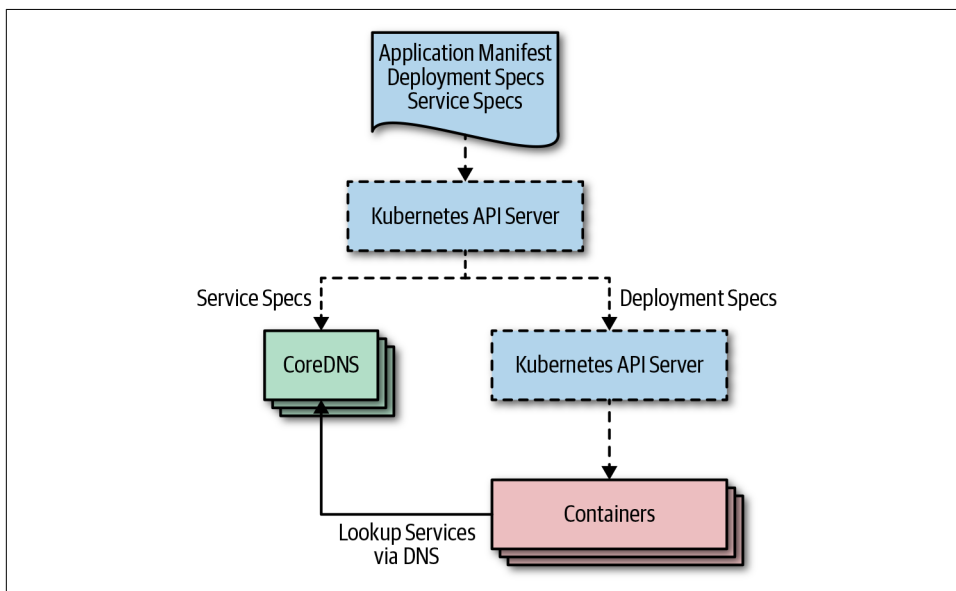 Application Manifest
Deployment Specs
Service Specs
Kubernetes API Server
Service Specs
Deployment Specs
CoreDNS
Kubernetes API Server
Containers
Lookup Services
via DNS